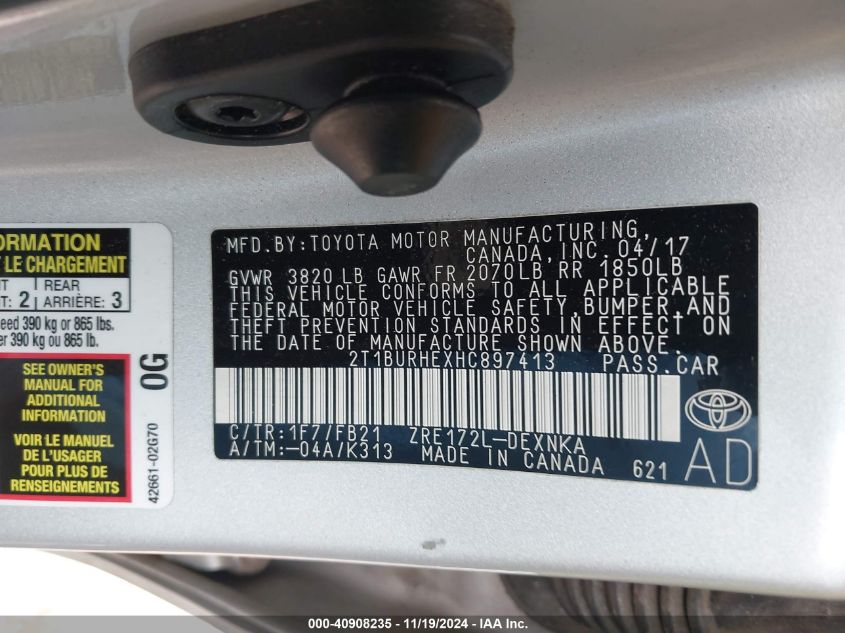 ORMATION
T LE CHARGEMENT
NT REAR
T: 2 ARRIÈRE: 3
eed 390 kg or 865 lbs.
er 390 kg ou 865 lb.
SEE OWNER'S
MANUAL FOR
ADDITIONAL
INFORMATION
VOIR LE MANUEL
DE L'USAGER
POUR PLUS DE
RENSEIGNEMENTS
0G
42661-02G70
MFD.BY:TOYOTA MOTOR MANUFACTURING,
CANADA,INC. 04/17
GVWR 3820 LB GAWR FR 2070LB RR 1850LB
THIS VEHICLE CONFORMS TO ALL APPLICABLE
FEDERAL MOTOR VEHICLE SAFETY,BUMPER,AND
THEFT PREVENTION STANDARDS IN EFFECT ON
THE DATE OF MANUFACTURE SHOWN ABOVE.
2T1BURHEXHC897413 PASS.CAR
C/TR:1F7/FB21 ZRE172L-DEXNKA
A/TM:-04A/K313 MADE IN CANADA 621
TOYOTA
AD
000-40908235 - 11/19/2024 - IAA Inc.